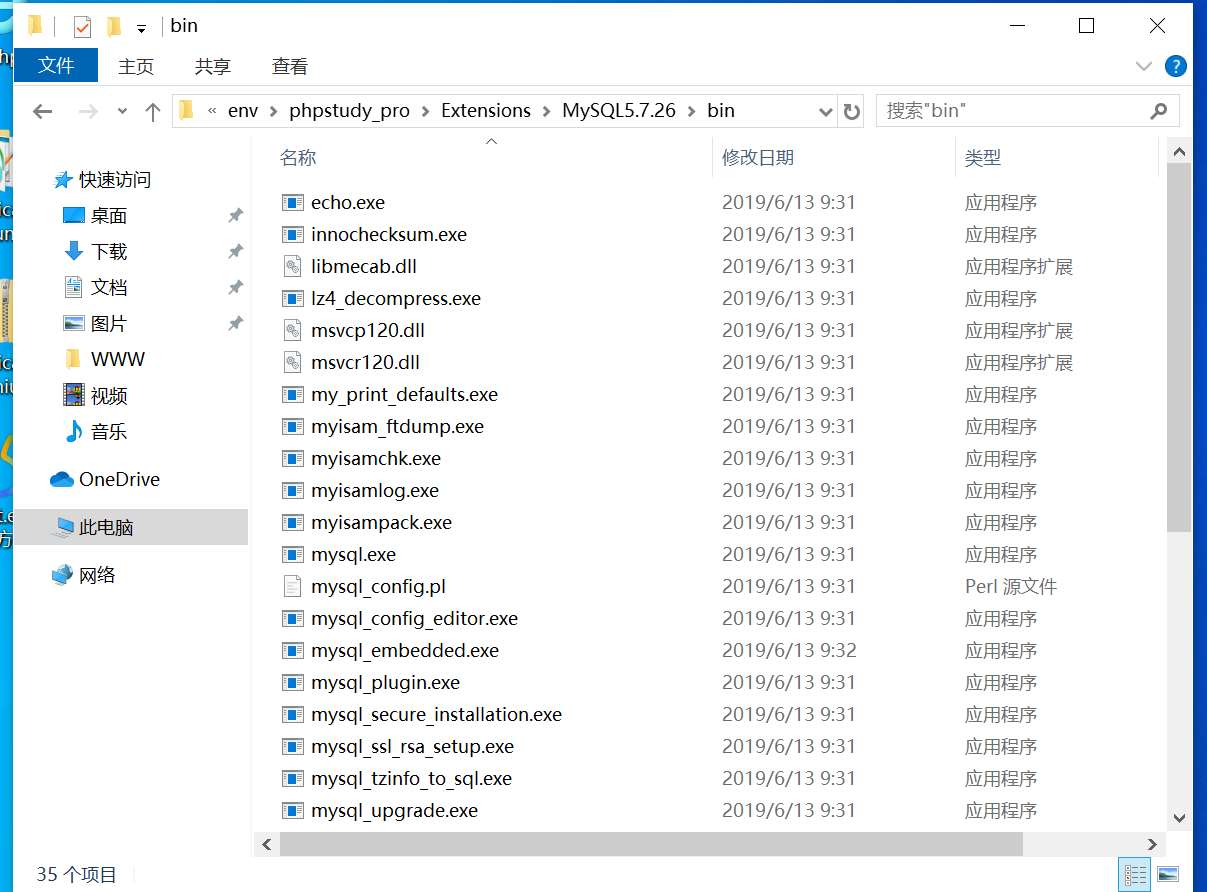 bin
文件 主页 共享 查看
« env > phpstudy_pro > Extensions > MySQL5.7.26 > bin 搜索"bin"
名称 修改日期 类型
快速访问
桌面
下载
文档
图片
WWW
视频
音乐
OneDrive
此电脑
网络
echo.exe 2019/6/13 9:31 应用程序
innochecksum.exe 2019/6/13 9:31 应用程序
libmecab.dll 2019/6/13 9:31 应用程序扩展
lz4_decompress.exe 2019/6/13 9:31 应用程序
msvcp120.dll 2019/6/13 9:31 应用程序扩展
msvcr120.dll 2019/6/13 9:31 应用程序扩展
my_print_defaults.exe 2019/6/13 9:31 应用程序
myisam_ftdump.exe 2019/6/13 9:31 应用程序
myisamchk.exe 2019/6/13 9:31 应用程序
myisamlog.exe 2019/6/13 9:31 应用程序
myisampack.exe 2019/6/13 9:31 应用程序
mysql.exe 2019/6/13 9:31 应用程序
mysql_config.pl 2019/6/13 9:31 Perl 源文件
mysql_config_editor.exe 2019/6/13 9:31 应用程序
mysql_embedded.exe 2019/6/13 9:32 应用程序
mysql_plugin.exe 2019/6/13 9:31 应用程序
mysql_secure_installation.exe 2019/6/13 9:31 应用程序
mysql_ssl_rsa_setup.exe 2019/6/13 9:31 应用程序
mysql_tzinfo_to_sql.exe 2019/6/13 9:31 应用程序
mysql_upgrade.exe 2019/6/13 9:31 应用程序
35 个项目